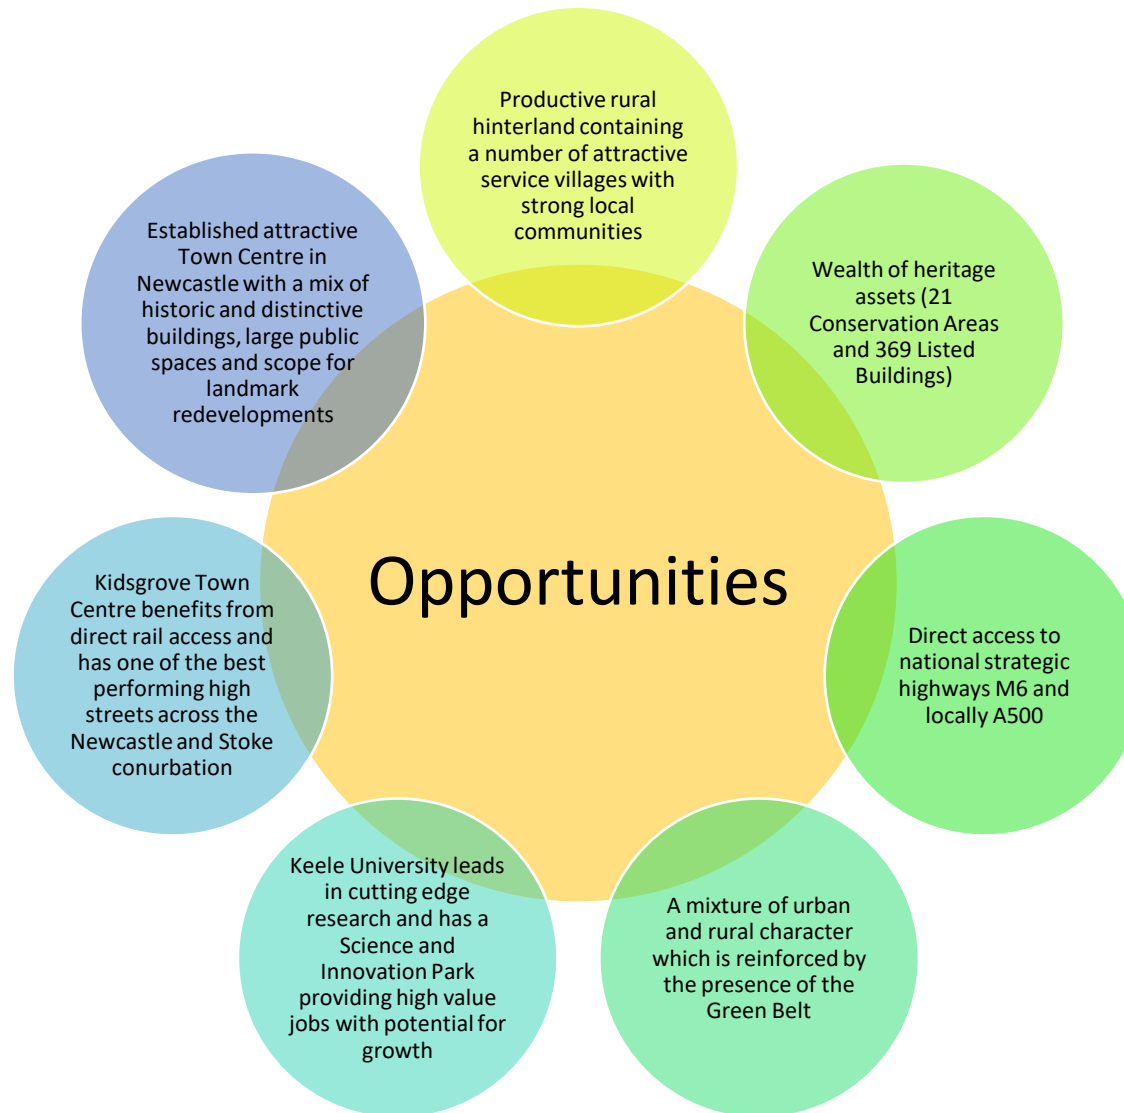 Productive rural
hinterland containing
a number of attractive
service villages with
strong local
communities
Wealth of heritage
assets (21
Conservation Areas
and 369 Listed
Buildings)
Direct access to
national strategic
highways M6 and
locally A500
A mixture of urban
and rural character
which is reinforced by
the presence of the
Green Belt
Keele University leads
in cutting edge
research and has a
Science and
Innovation Park
providing high value
jobs with potential for
growth
Kidsgrove Town
Centre benefits from
direct rail access and
has one of the best
performing high
streets across the
Newcastle and Stoke
conurbation
Established attractive
Town Centre in
Newcastle with a mix of
historic and distinctive
buildings, large public
spaces and scope for
landmark
redevelopments
Opportunities